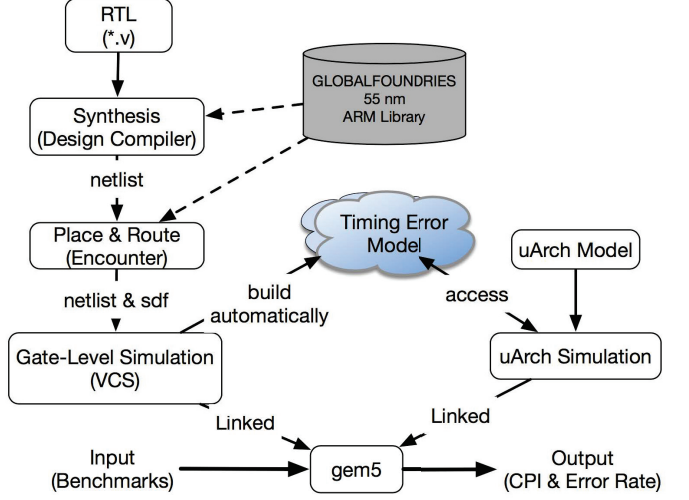 RTL
(*.v)
GLOBALFOUNDRIES
55 nm
ARM Library
Synthesis
(Design Compiler)
netlist
Place & Route
(Encounter)
Timing Error
Model
uArch Model
netlist & sdf
build
automatically
access
Gate-Level Simulation
(VCS)
uArch Simulation
Linked
Linked
Input
(Benchmarks)
gem5
Output
(CPI & Error Rate)